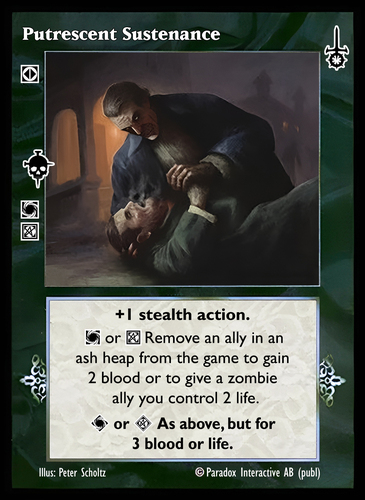 Putrescent Sustenance
+1 stealth action.
or Remove an ally in an
ash heap from the game to gain
2 blood or to give a zombie
ally you control 2 life.
or As above, but for
3 blood or life.
Illus: Peter Scholtz © Paradox Interactive AB (publ)